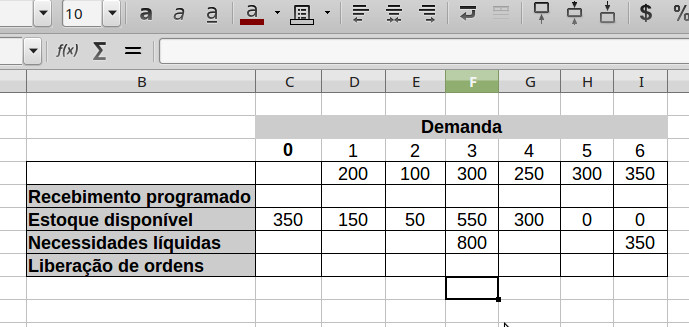 10 a a a a $ %
f(x) Σ =
B C D E F G H I
Demanda
0 1 2 3 4 5 6
200 100 300 250 300 350
Recebimento programado
Estoque disponível 350 150 50 550 300 0 0
Necessidades líquidas 800 350
Liberação de ordens